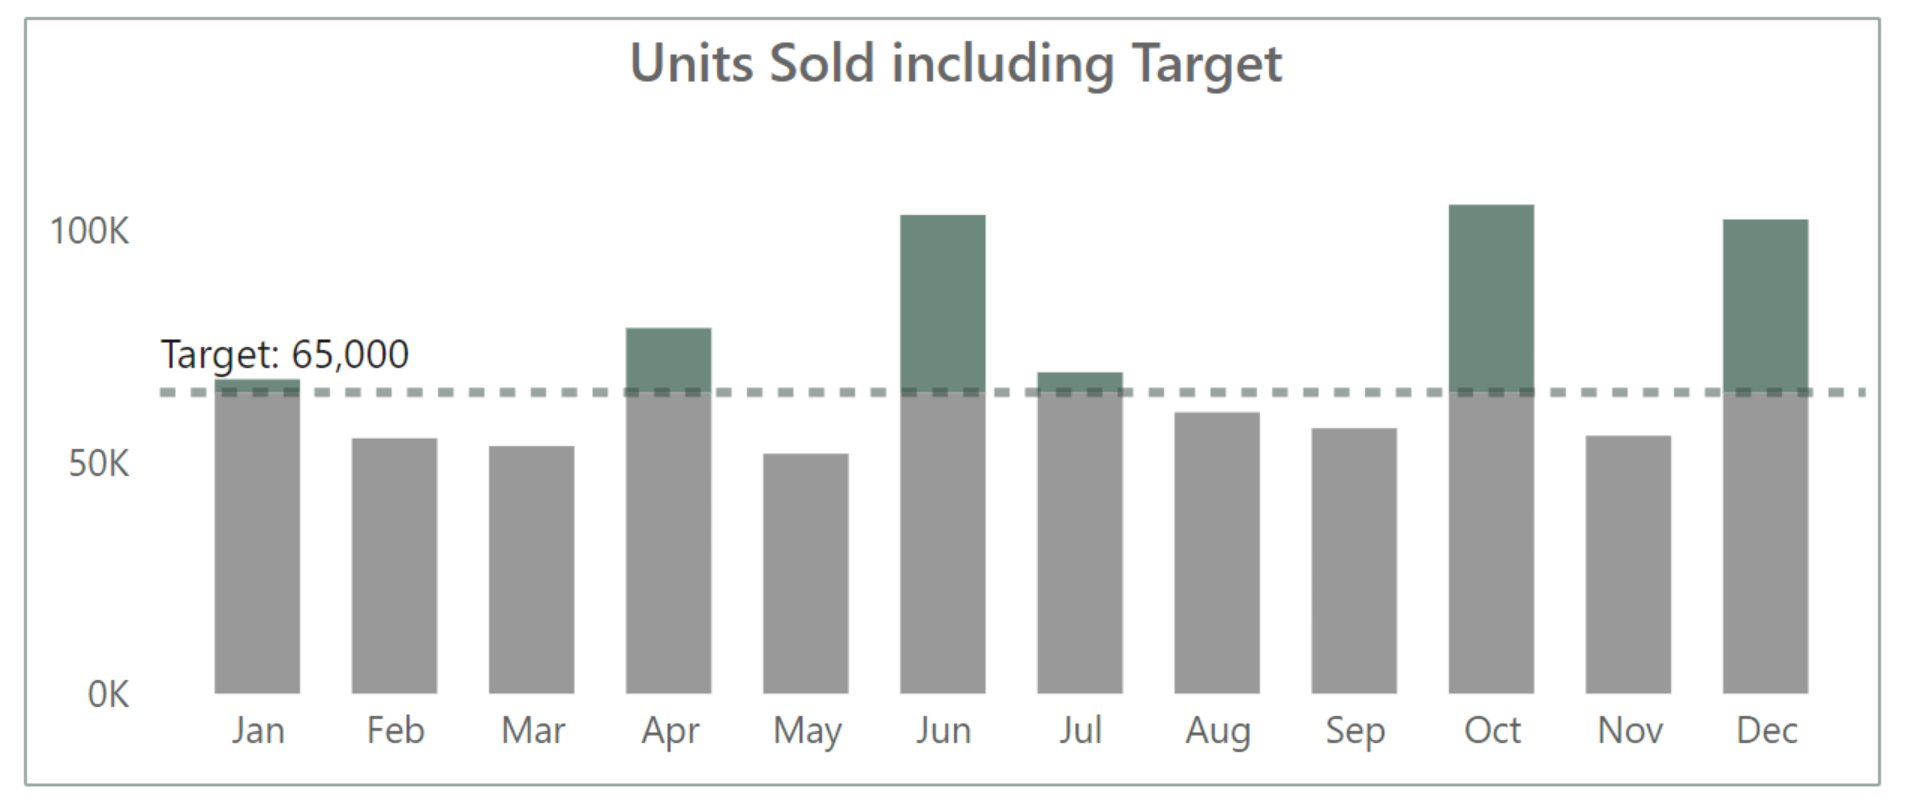 Units Sold including Target
100K
Target: 65,000
50K
0K
Jan Feb Mar Apr May Jun Jul Aug Sep Oct Nov Dec